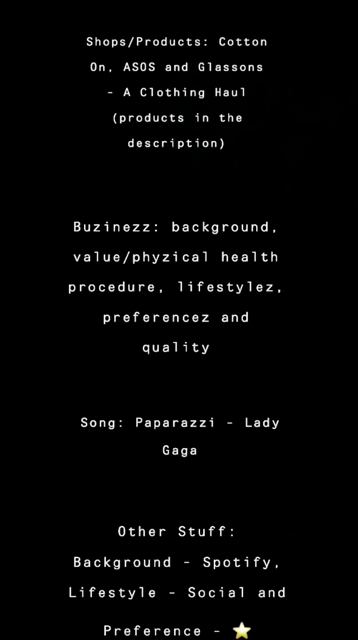 Shops/Products: Cotton
On, ASOS and Glassons
- A Clothing Haul
(products in the
description)
Buzinezz: background,
value/phyzical health
procedure, lifestylez,
preferencez and
quality
Song: Paparazzi - Lady
Gaga
Other Stuff:
Background - Spotify,
Lifestyle - Social and
Preference - ⭐